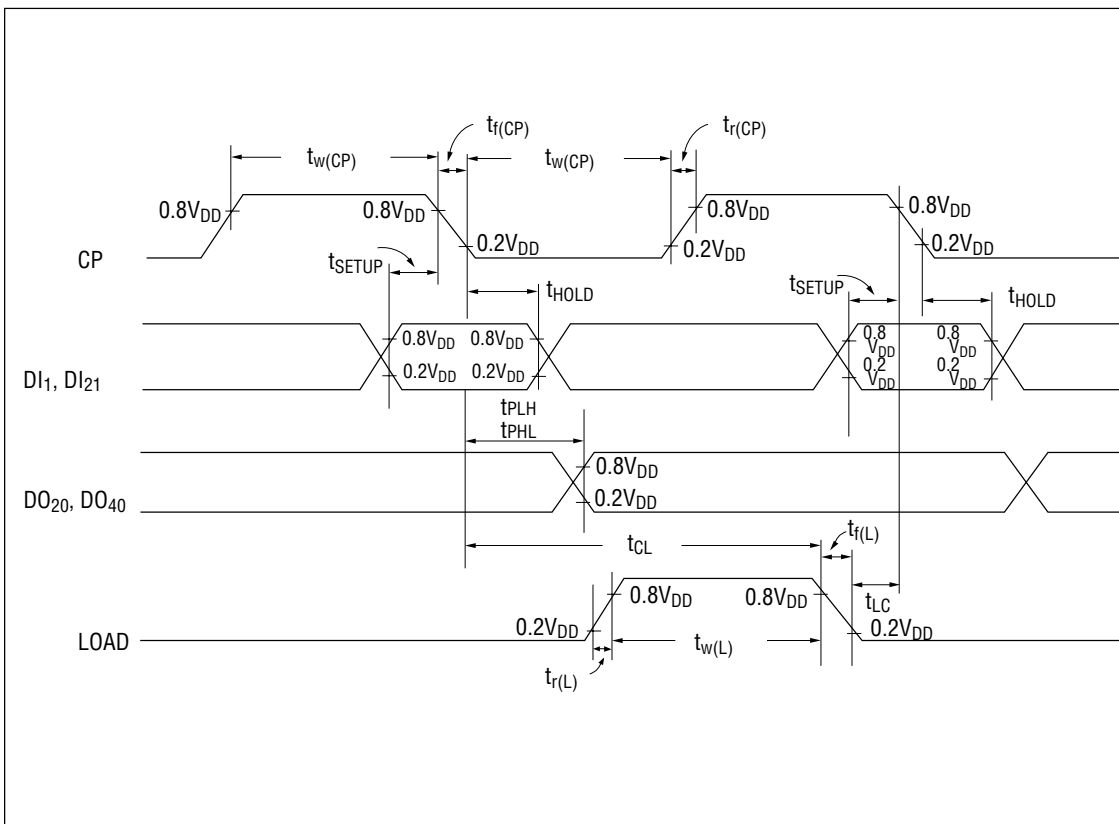 tf(CP)
tr(CP)
tw(CP)
tw(CP)
0.8VDD
0.8VDD
0.8VDD
0.8VDD
CP
0.2VDD
0.2VDD
0.2VDD
tSETUP
tHOLD
tSETUP
tHOLD
DI1, DI21
0.8VDD
0.8VDD
0.2VDD
0.2VDD
0.8
VDD
0.2
VDD
0.8
VDD
0.2
VDD
tPLH
tPHL
DO20, DO40
0.8VDD
0.2VDD
tCL
tf(L)
tLC
LOAD
0.2VDD
0.8VDD
0.8VDD
0.2VDD
tw(L)
tr(L)